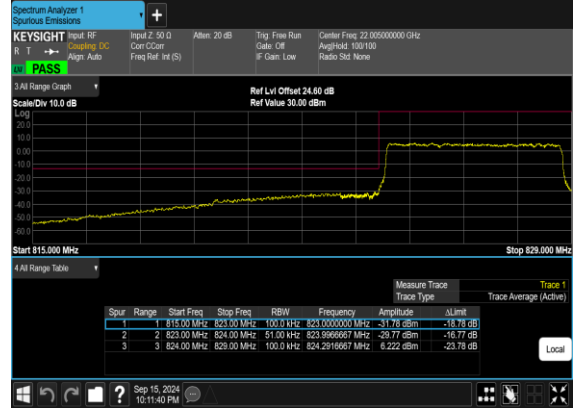 Spectrum Analyzer 1
Spurious Emissions
+
KEYSIGHT Input: RF Input Z: 50 Ω Atten: 20 dB Trig: Free Run Center Freq: 22.005000000 GHz
R T Coupling: DC Corr CCorr Gate: Off Avg|Hold: 100/100
Align: Auto Freq Ref: Int (S) IF Gain: Low Radio Std: None
PASS
3 All Range Graph
Ref Lvl Offset 24.60 dB
Scale/Div 10.0 dB Ref Value 30.00 dBm
Log
20.0
10.0
0.00
-10.0
-20.0
-30.0
-40.0
-50.0
-60.0
Start 815.000 MHz Stop 829.000 MHz
4 All Range Table
Measure Trace Trace 1
Trace Type Trace Average (Active)
Spur Range Start Freq Stop Freq RBW Frequency Amplitude ΔLimit
1 1 815.00 MHz 823.00 MHz 100.0 kHz 823.0000000 MHz -31.78 dBm -18.78 dB
2 2 823.00 MHz 824.00 MHz 51.00 kHz 823.9966667 MHz -29.77 dBm -16.77 dB
3 3 824.00 MHz 829.00 MHz 100.0 kHz 824.2916667 MHz 6.222 dBm -23.78 dB
Local
?
Sep 15, 2024
10:11:40 PM